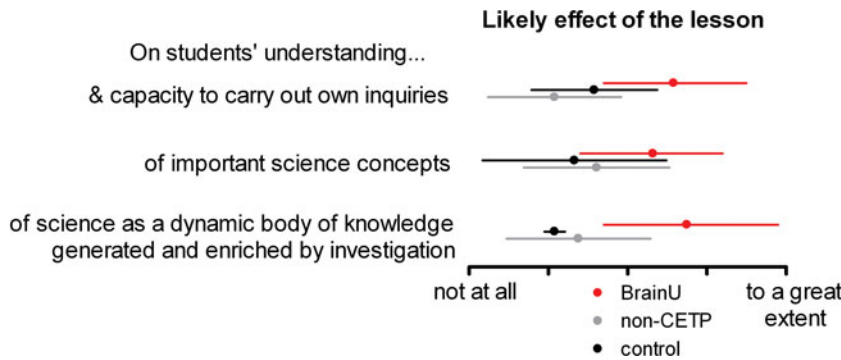 Likely effect of the lesson
On students' understanding...
& capacity to carry out own inquiries
of important science concepts
of science as a dynamic body of knowledge
generated and enriched by investigation
not at all
to a great
extent
BrainU
non-CETP
control